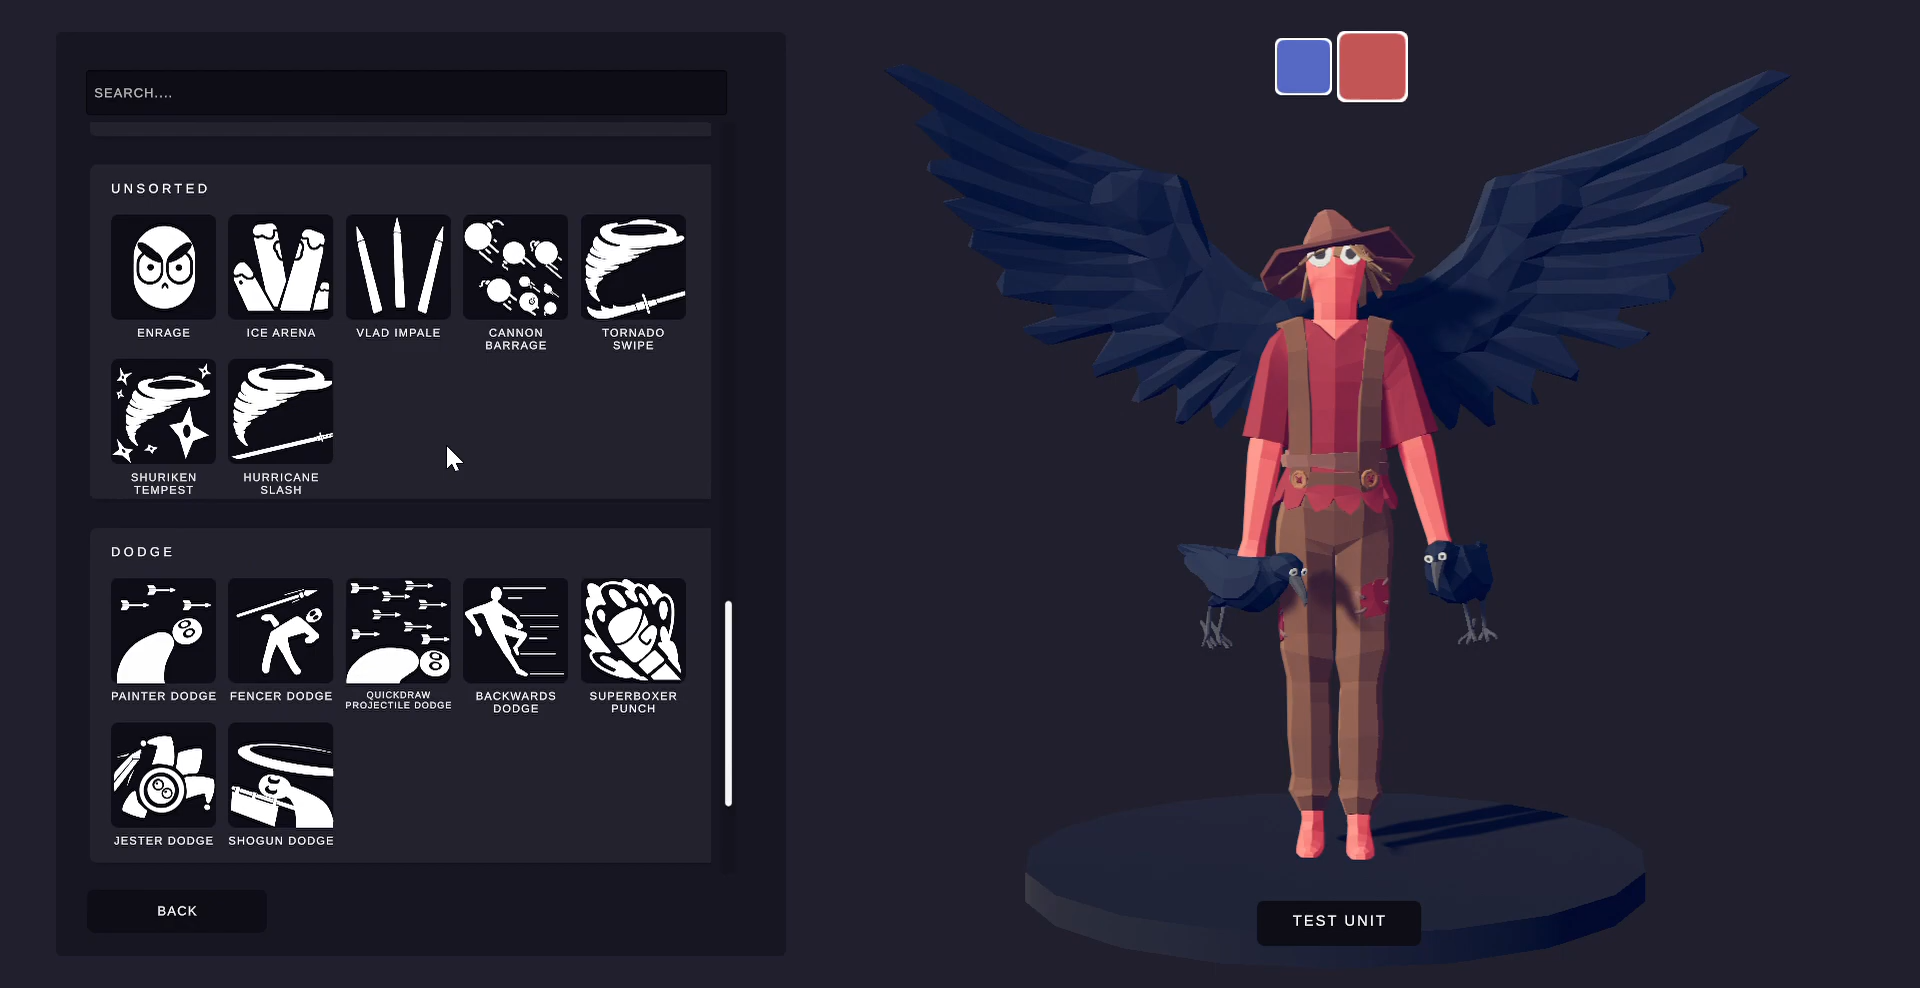 SEARCH....
UNSORTED
ENRAGE
ICE ARENA
VLAD IMPALE
CANNON
BARRAGE
TORNADO
SWIPE
SHURIKEN
TEMPEST
HURRICANE
SLASH
DODGE
PAINTER DODGE
FENCER DODGE
QUICKDRAW
PROJECTILE DODGE
BACKWARDS
DODGE
SUPERBOXER
PUNCH
JESTER DODGE
SHOGUN DODGE
BACK
TEST UNIT